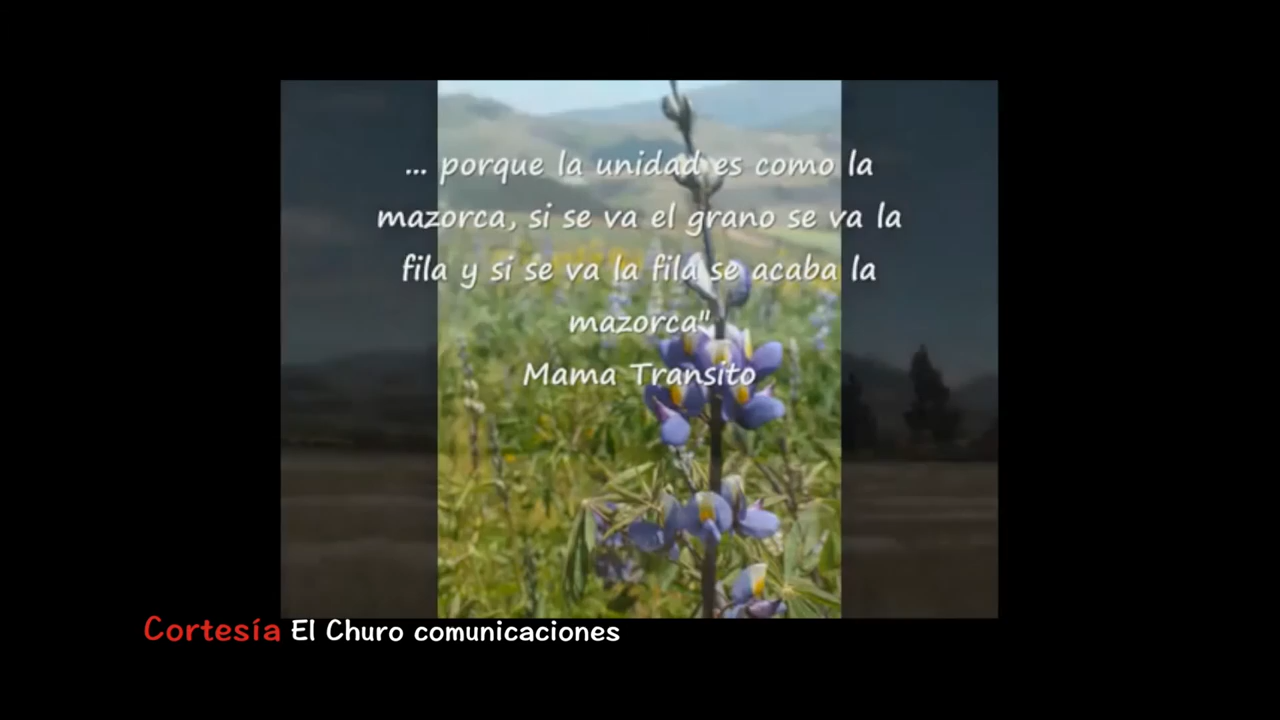 ... porque la unidad es como la
mazorca, si se va el grano se va la
fila y si se va la fila se acaba la
mazorca"
Mama Transito
Cortesía El Churo comunicaciones